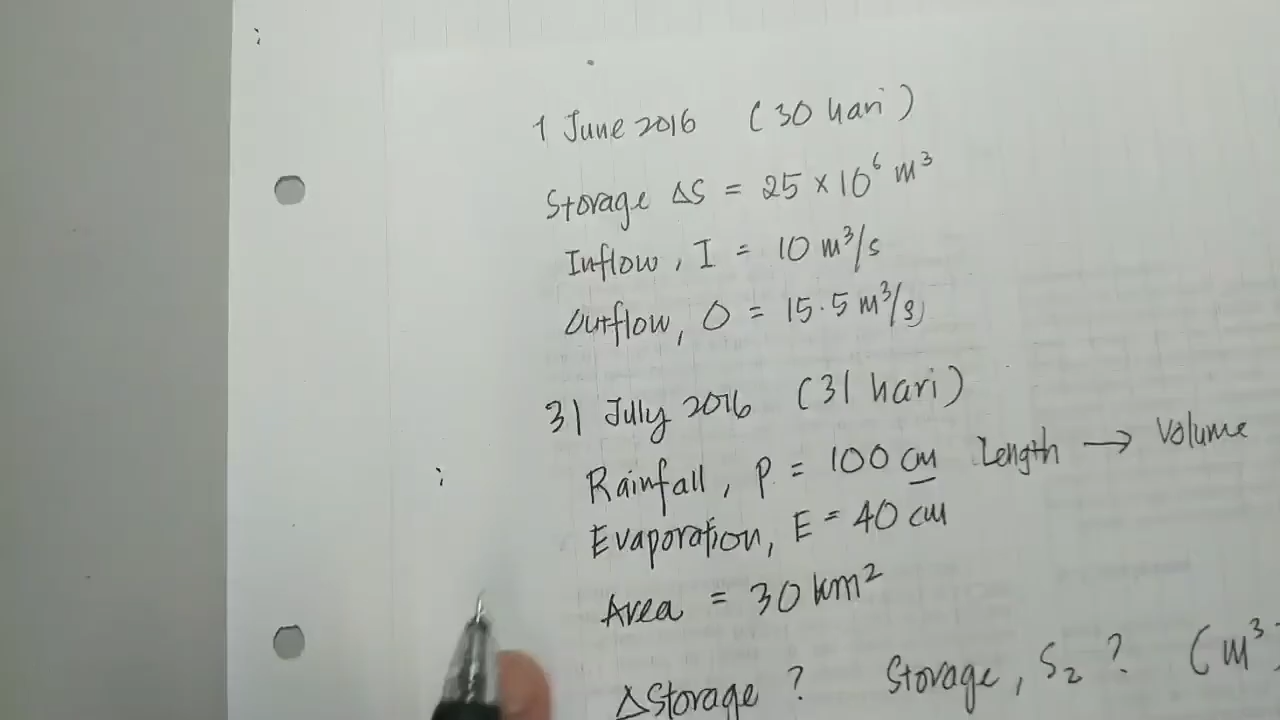 1 June 2016 (30 hari)
Storage ΔS = 25 × 10⁶ m³
Inflow, I = 10 m³/s
Outflow, O = 15.5 m³/s
31 July 2016 (31 hari)
Rainfall, P = 100 cm Length → Volume
Evaporation, E = 40 cm
Area = 30 km²
ΔStorage ? Storage, S₂ ? (m³)